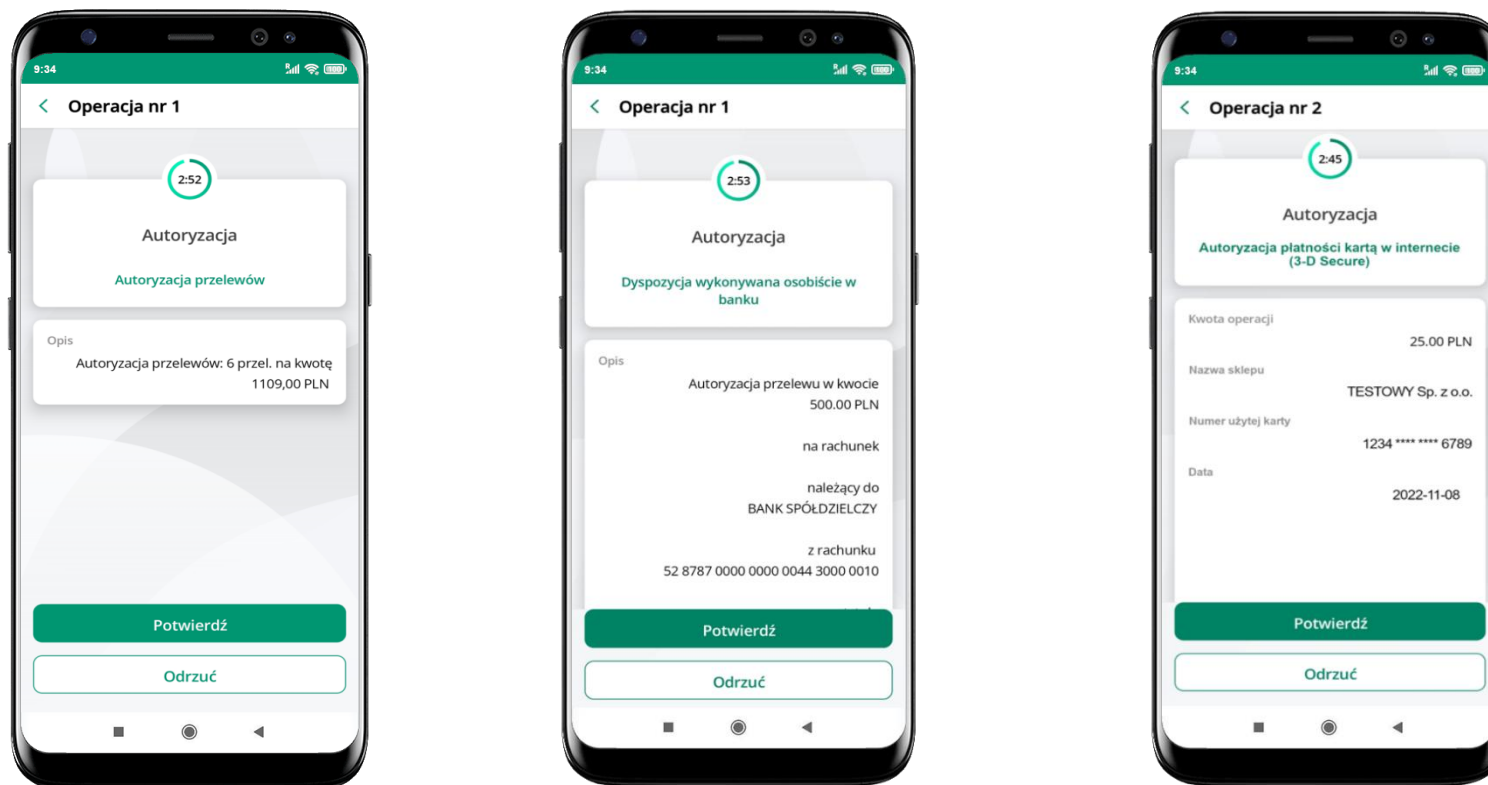 9:34
Operacja nr 1
2:52
Autoryzacja
Autoryzacja przelewów
Opis
Autoryzacja przelewów: 6 przel. na kwotę
1109,00 PLN
Potwierdź
Odrzuć
9:34
Operacja nr 1
2:53
Autoryzacja
Dyspozycja wykonywana osobiście w
banku
Opis
Autoryzacja przelewu w kwocie
500.00 PLN
na rachunek
należący do
BANK SPÓŁDZIELCZY
z rachunku
52 8787 0000 0000 0044 3000 0010
Potwierdź
Odrzuć
9:34
Operacja nr 2
2:45
Autoryzacja
Autoryzacja płatności kartą w internecie
(3-D Secure)
Kwota operacji
25.00 PLN
Nazwa sklepu
TESTOWY Sp. z o.o.
Numer użytej karty
1234 **** **** 6789
Data
2022-11-08
Potwierdź
Odrzuć